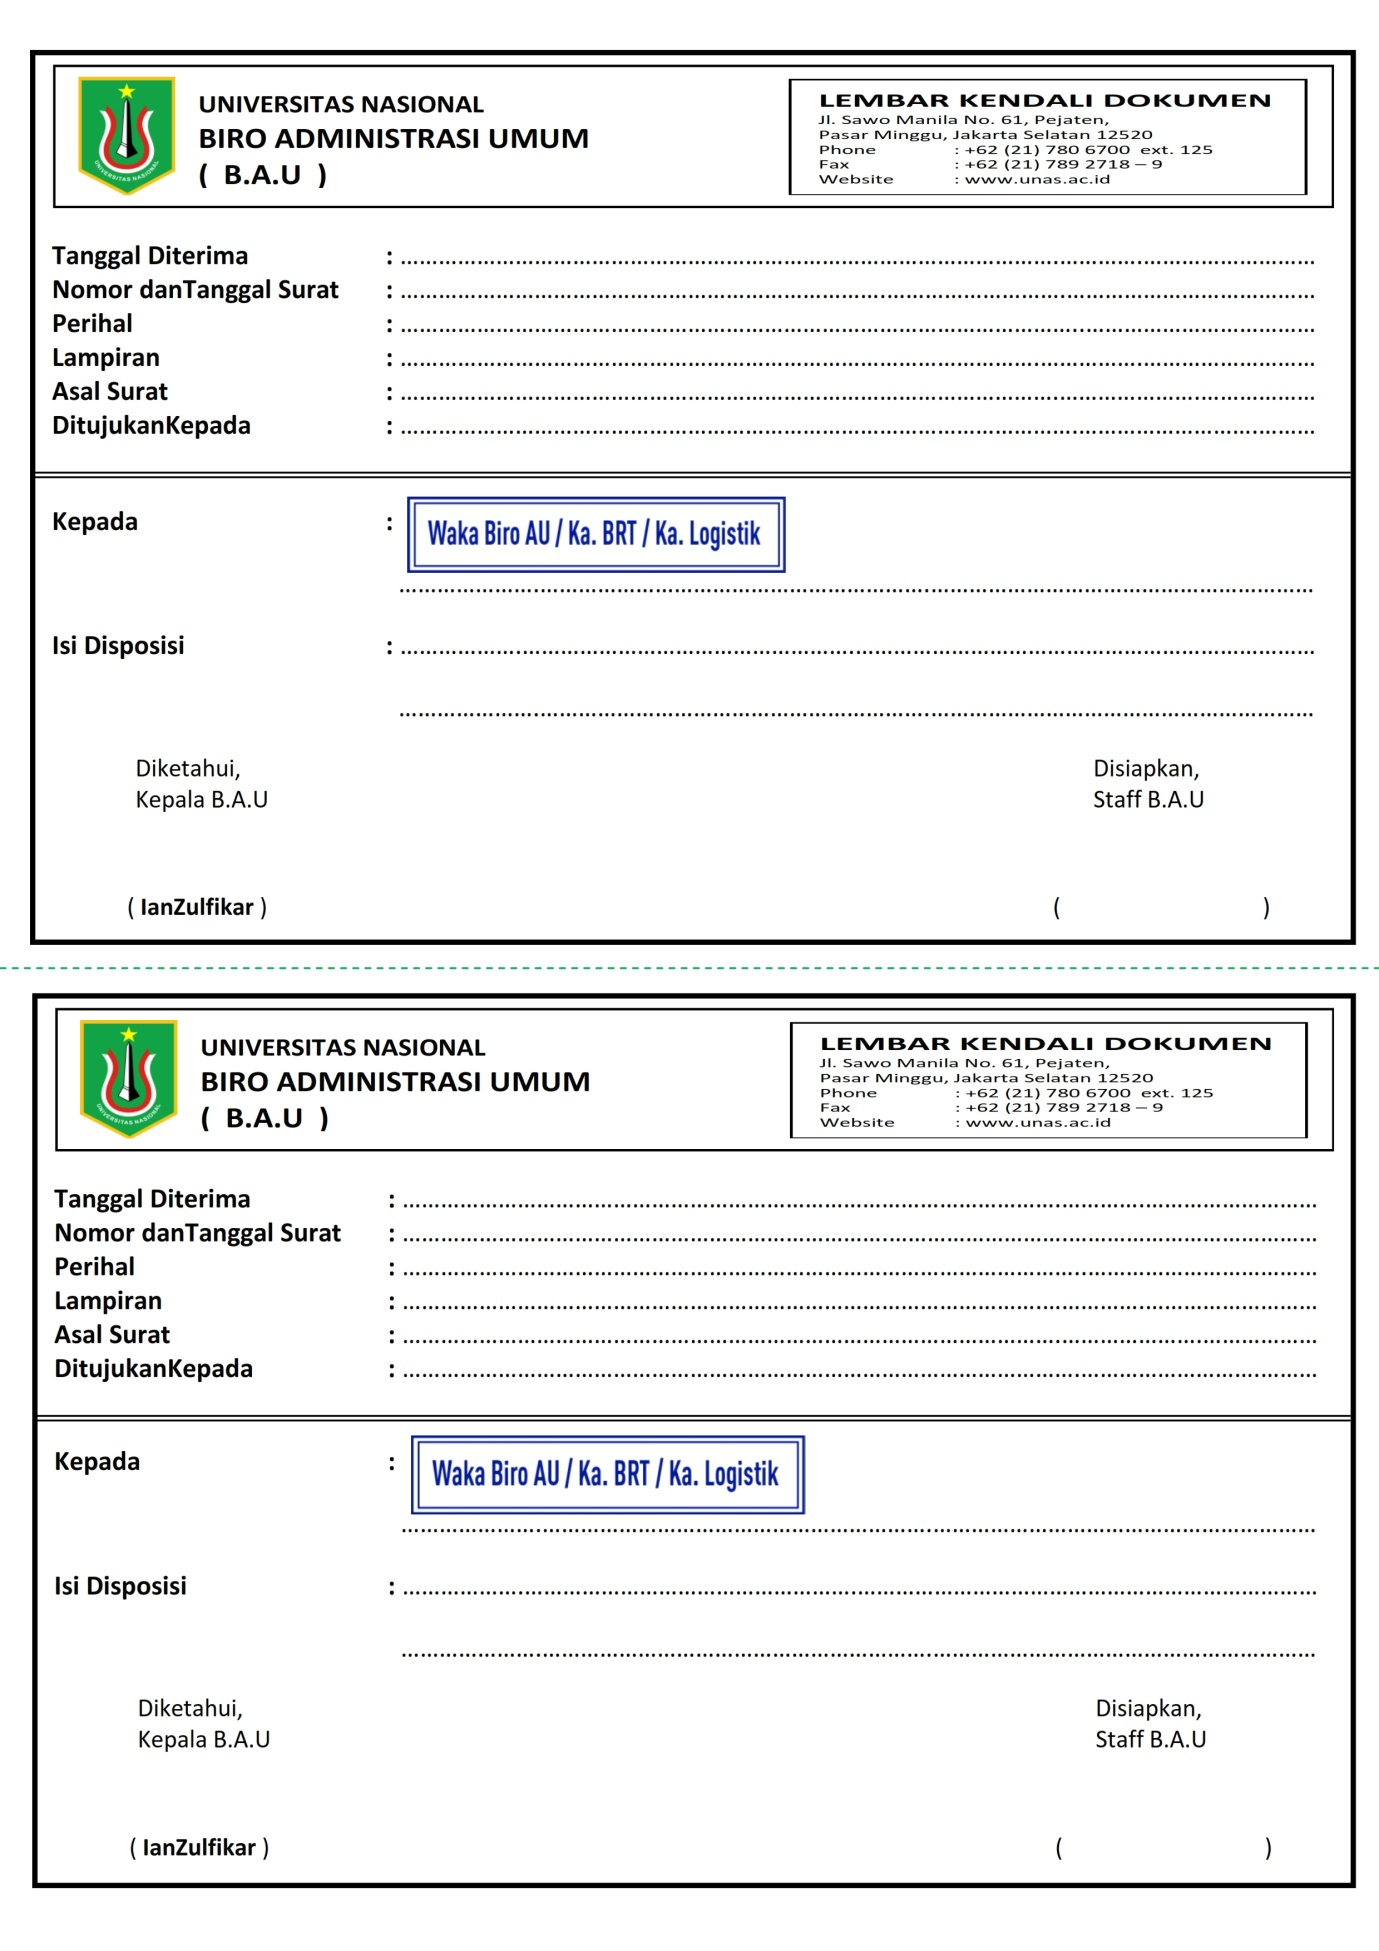 UNIVERSITAS NASIONAL
BIRO ADMINISTRASI UMUM
( B.A.U )
UNIVERSITAS NASIONAL
LEMBAR KENDALI DOKUMEN
Jl. Sawo Manila No. 61, Pejaten,
Pasar Minggu, Jakarta Selatan 12520
Phone : +62 (21) 780 6700 ext. 125
Fax : +62 (21) 789 2718 – 9
Website : www.unas.ac.id
Tanggal Diterima : ........................................
Nomor danTanggal Surat : ........................................
Perihal : ........................................
Lampiran : ........................................
Asal Surat : ........................................
DitujukanKepada : ........................................
Kepada : Waka Biro AU / Ka. BRT / Ka. Logistik
........................................
Isi Disposisi : ........................................
........................................
Diketahui, Disiapkan,
Kepala B.A.U Staff B.A.U
( IanZulfikar ) ( )
UNIVERSITAS NASIONAL
BIRO ADMINISTRASI UMUM
( B.A.U )
UNIVERSITAS NASIONAL
LEMBAR KENDALI DOKUMEN
Jl. Sawo Manila No. 61, Pejaten,
Pasar Minggu, Jakarta Selatan 12520
Phone : +62 (21) 780 6700 ext. 125
Fax : +62 (21) 789 2718 – 9
Website : www.unas.ac.id
Tanggal Diterima : ........................................
Nomor danTanggal Surat : ........................................
Perihal : ........................................
Lampiran : ........................................
Asal Surat : ........................................
DitujukanKepada : ........................................
Kepada : Waka Biro AU / Ka. BRT / Ka. Logistik
........................................
Isi Disposisi : ........................................
........................................
Diketahui, Disiapkan,
Kepala B.A.U Staff B.A.U
( IanZulfikar ) ( )